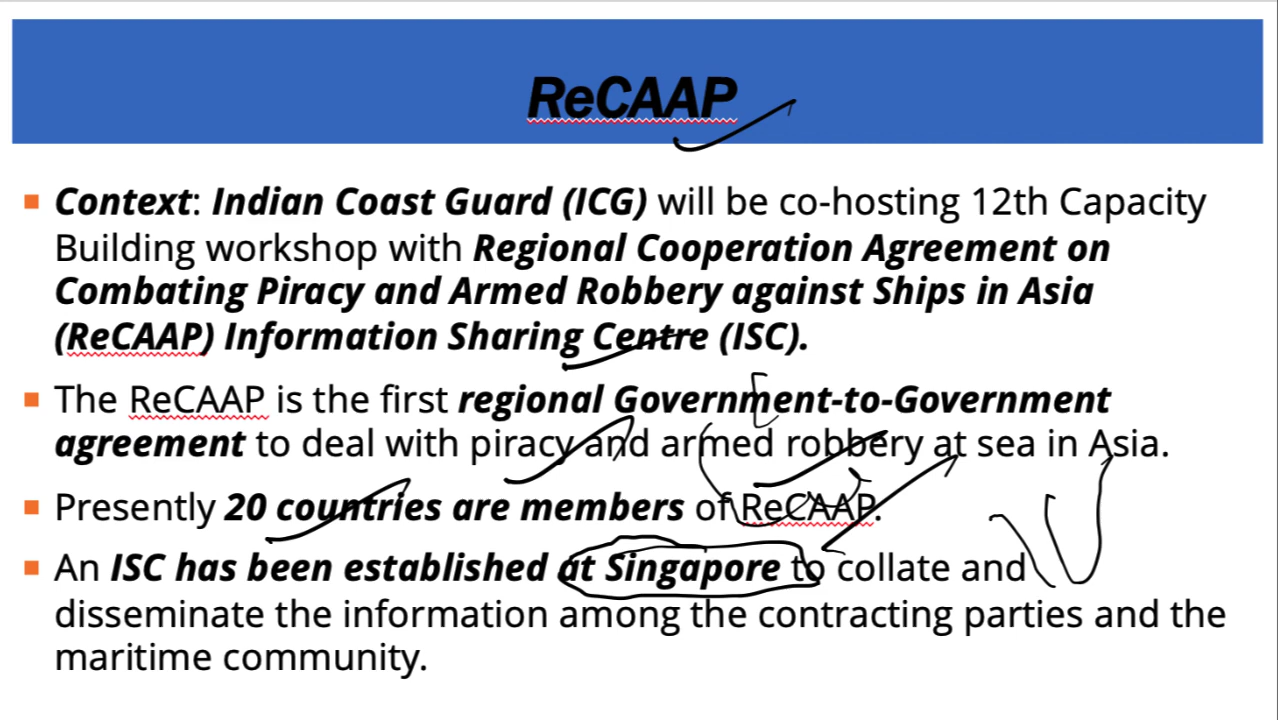 ReCAAP
▪ Context: Indian Coast Guard (ICG) will be co-hosting 12th Capacity
Building workshop with Regional Cooperation Agreement on
Combating Piracy and Armed Robbery against Ships in Asia
(ReCAAP) Information Sharing Centre (ISC).
▪ The ReCAAP is the first regional Government-to-Government
agreement to deal with piracy and armed robbery at sea in Asia.
▪ Presently 20 countries are members of ReCAAP.
▪ An ISC has been established at Singapore to collate and
disseminate the information among the contracting parties and the
maritime community.